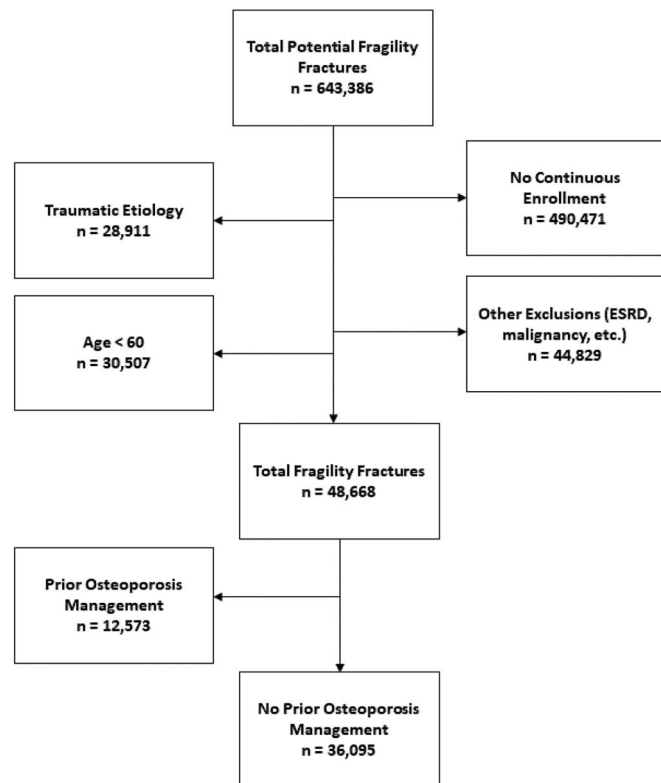 Total Potential Fragility
Fractures
n = 643,386
No Continuous
Enrollment
n = 490,471
Traumatic Etiology
n = 28,911
Other Exclusions (ESRD,
malignancy, etc.)
n = 44,829
Age < 60
n = 30,507
Total Fragility Fractures
n = 48,668
Prior Osteoporosis
Management
n = 12,573
No Prior Osteoporosis
Management
n = 36,095